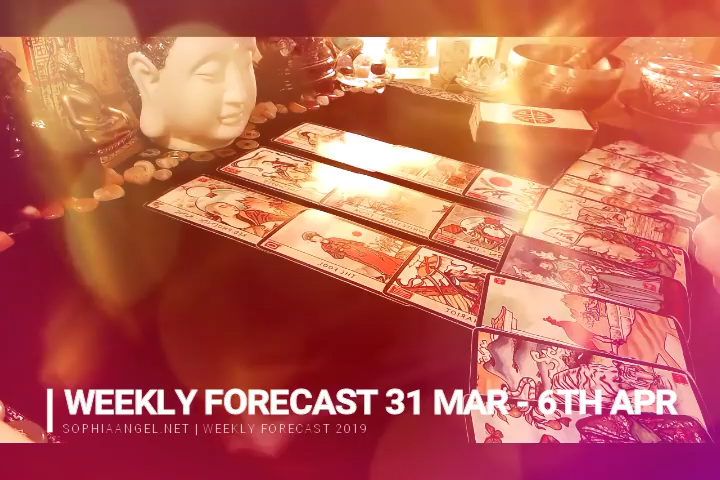 WEEKLY FORECAST 31 MAR - 6TH APR
SOPHIAANGEL.NET | WEEKLY FORECAST 2019